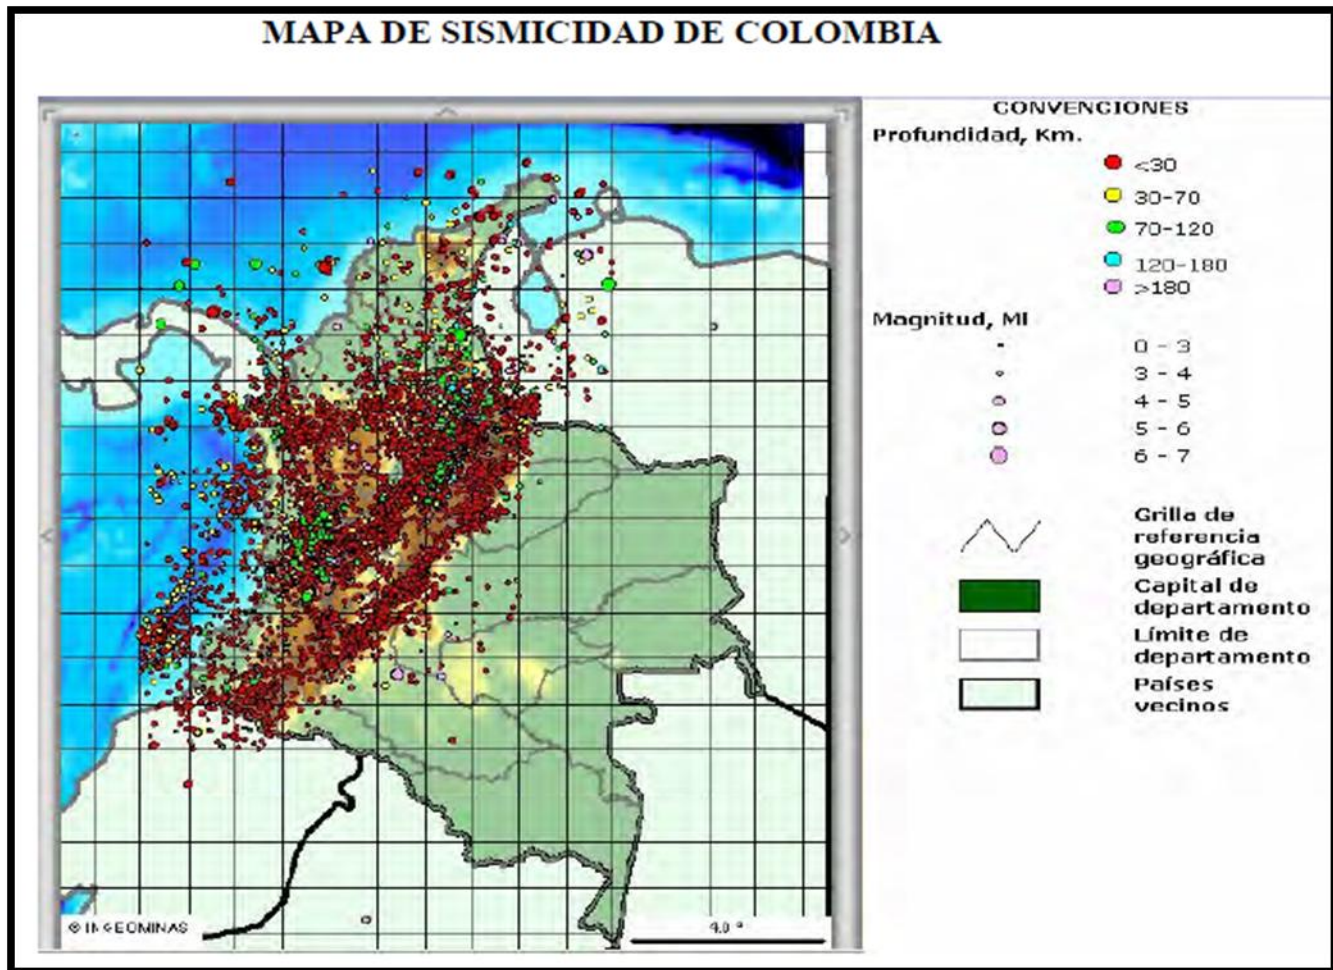 MAPA DE SISMICIDAD DE COLOMBIA
CONVENCIONES
Profundidad, Km.
<30
30-70
70-120
120-180
>180
Magnitud, Ml
0 - 3
3 - 4
4 - 5
5 - 6
6 - 7
Grilla de
referencia
geográfica
Capital de
departamento
Límite de
departamento
Países
vecinos
© INGEOMINAS
4.0 °